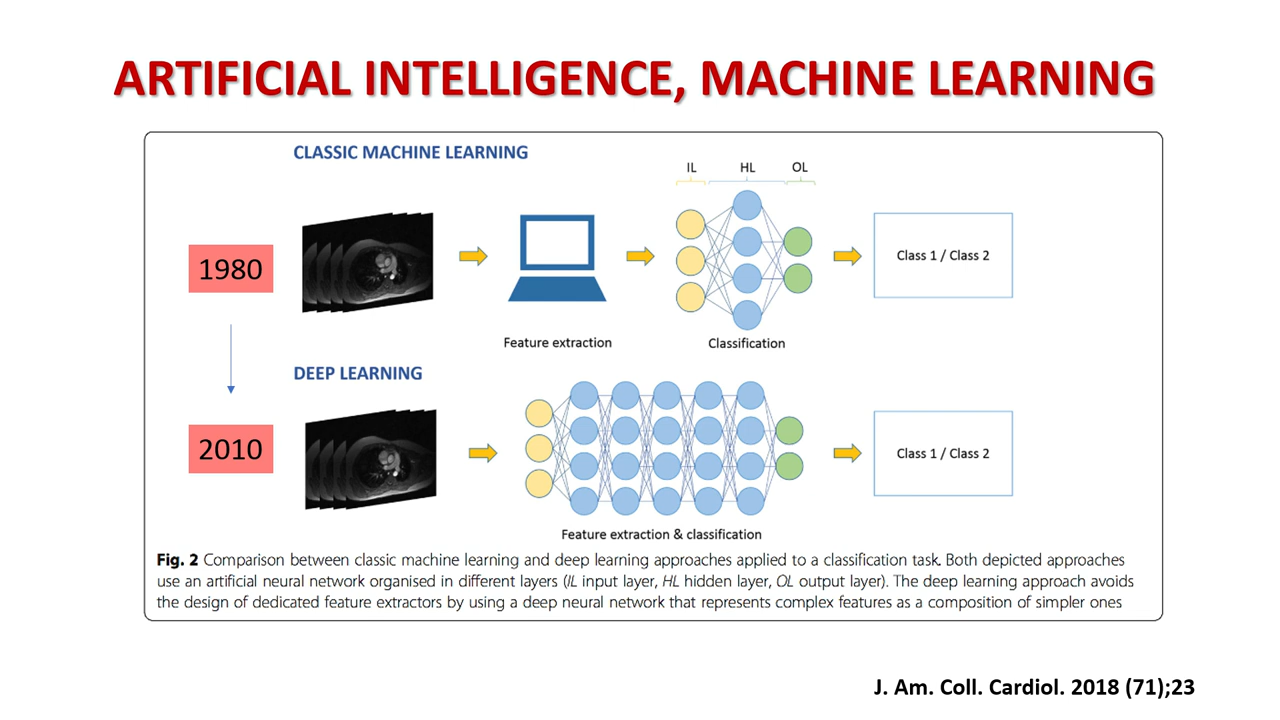 ARTIFICIAL INTELLIGENCE, MACHINE LEARNING
CLASSIC MACHINE LEARNING
IL HL OL
1980
Class 1 / Class 2
Feature extraction
Classification
DEEP LEARNING
2010
Class 1 / Class 2
Feature extraction & classification
Fig. 2 Comparison between classic machine learning and deep learning approaches applied to a classification task. Both depicted approaches
use an artificial neural network organised in different layers (IL input layer, HL hidden layer, OL output layer). The deep learning approach avoids
the design of dedicated feature extractors by using a deep neural network that represents complex features as a composition of simpler ones
J. Am. Coll. Cardiol. 2018 (71);23